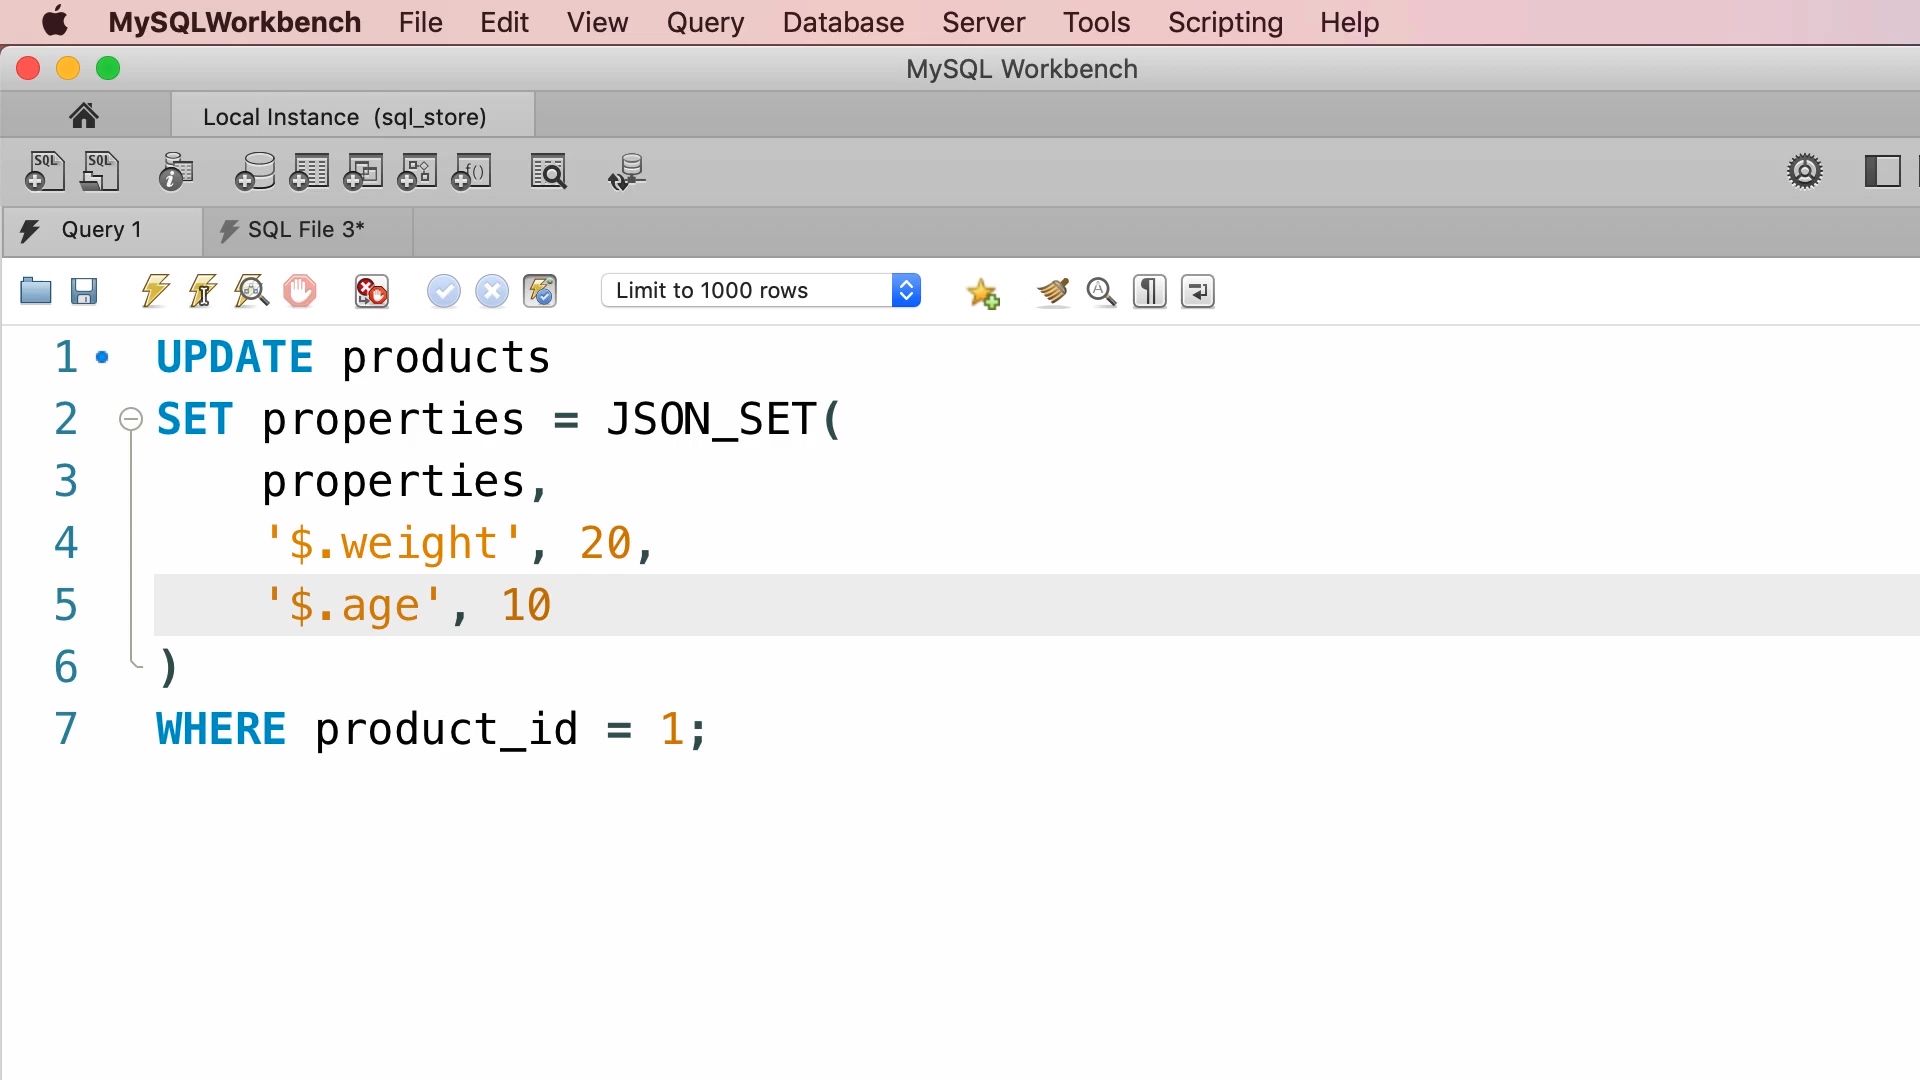 MySQLWorkbench File Edit View Query Database Server Tools Scripting Help
MySQL Workbench
Local Instance (sql_store)
SQL SQL f()
Query 1 SQL File 3*
Limit to 1000 rows
1 UPDATE products
2 SET properties = JSON_SET(
3 properties,
4 '$.weight', 20,
5 '$.age', 10
6 )
7 WHERE product_id = 1;